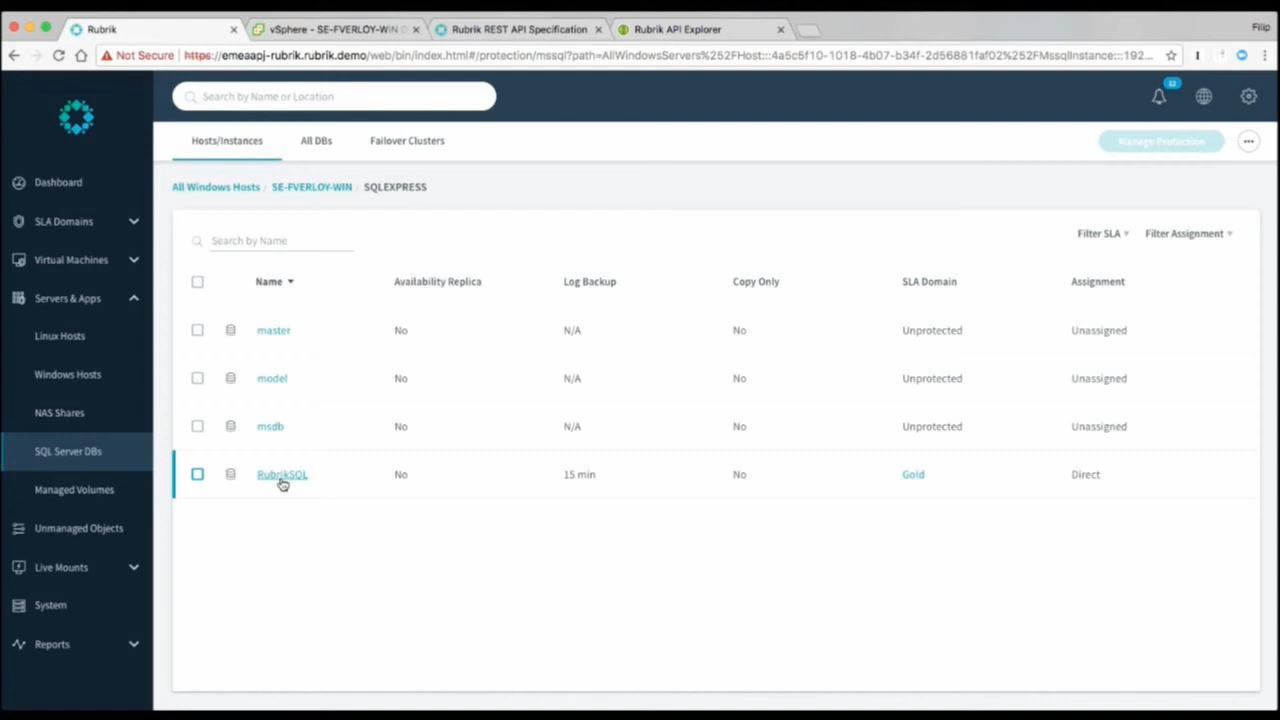 Rubrik
vSphere - SE-FVERLOY-WIN
Rubrik REST API Specification
Rubrik API Explorer
Filip
Not Secure
https://emeaapj-rubrik.rubrik.demo/web/bin/index.html#/protection/mssql?path=AllWindowsServers%252FHost:::4a5c5f10-1018-4b07-b34f-2d56881faf02%252FMssqlInstance:::192...
Search by Name or Location
12
Hosts/Instances
All DBs
Failover Clusters
Manage Protection
Dashboard
SLA Domains
Virtual Machines
Servers & Apps
Linux Hosts
Windows Hosts
NAS Shares
SQL Server DBs
Managed Volumes
Unmanaged Objects
Live Mounts
System
Reports
All Windows Hosts / SE-FVERLOY-WIN / SQLEXPRESS
Search by Name
Filter SLA
Filter Assignment
Name Availability Replica Log Backup Copy Only SLA Domain Assignment
master No N/A No Unprotected Unassigned
model No N/A No Unprotected Unassigned
msdb No N/A No Unprotected Unassigned
RubrikSQL No 15 min No Gold Direct